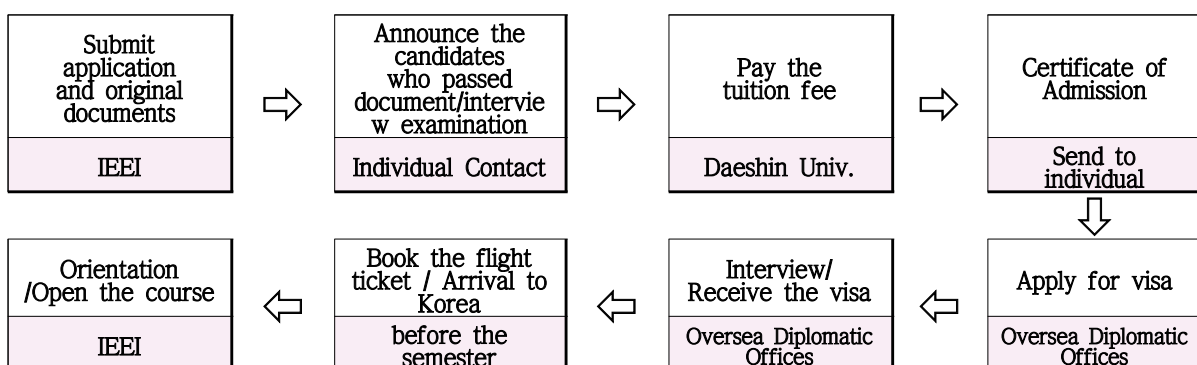 Submit
application
and original
documents
IEEI
Announce the
candidates
who passed
document/intervie
w examination
Individual Contact
Pay the
tuition fee
Daeshin Univ.
Certificate of
Admission
Send to
individual
Apply for visa
Oversea Diplomatic
Offices
Interview/
Receive the visa
Oversea Diplomatic
Offices
Book the flight
ticket / Arrival to
Korea
before the
semester
Orientation
/Open the course
IEEI